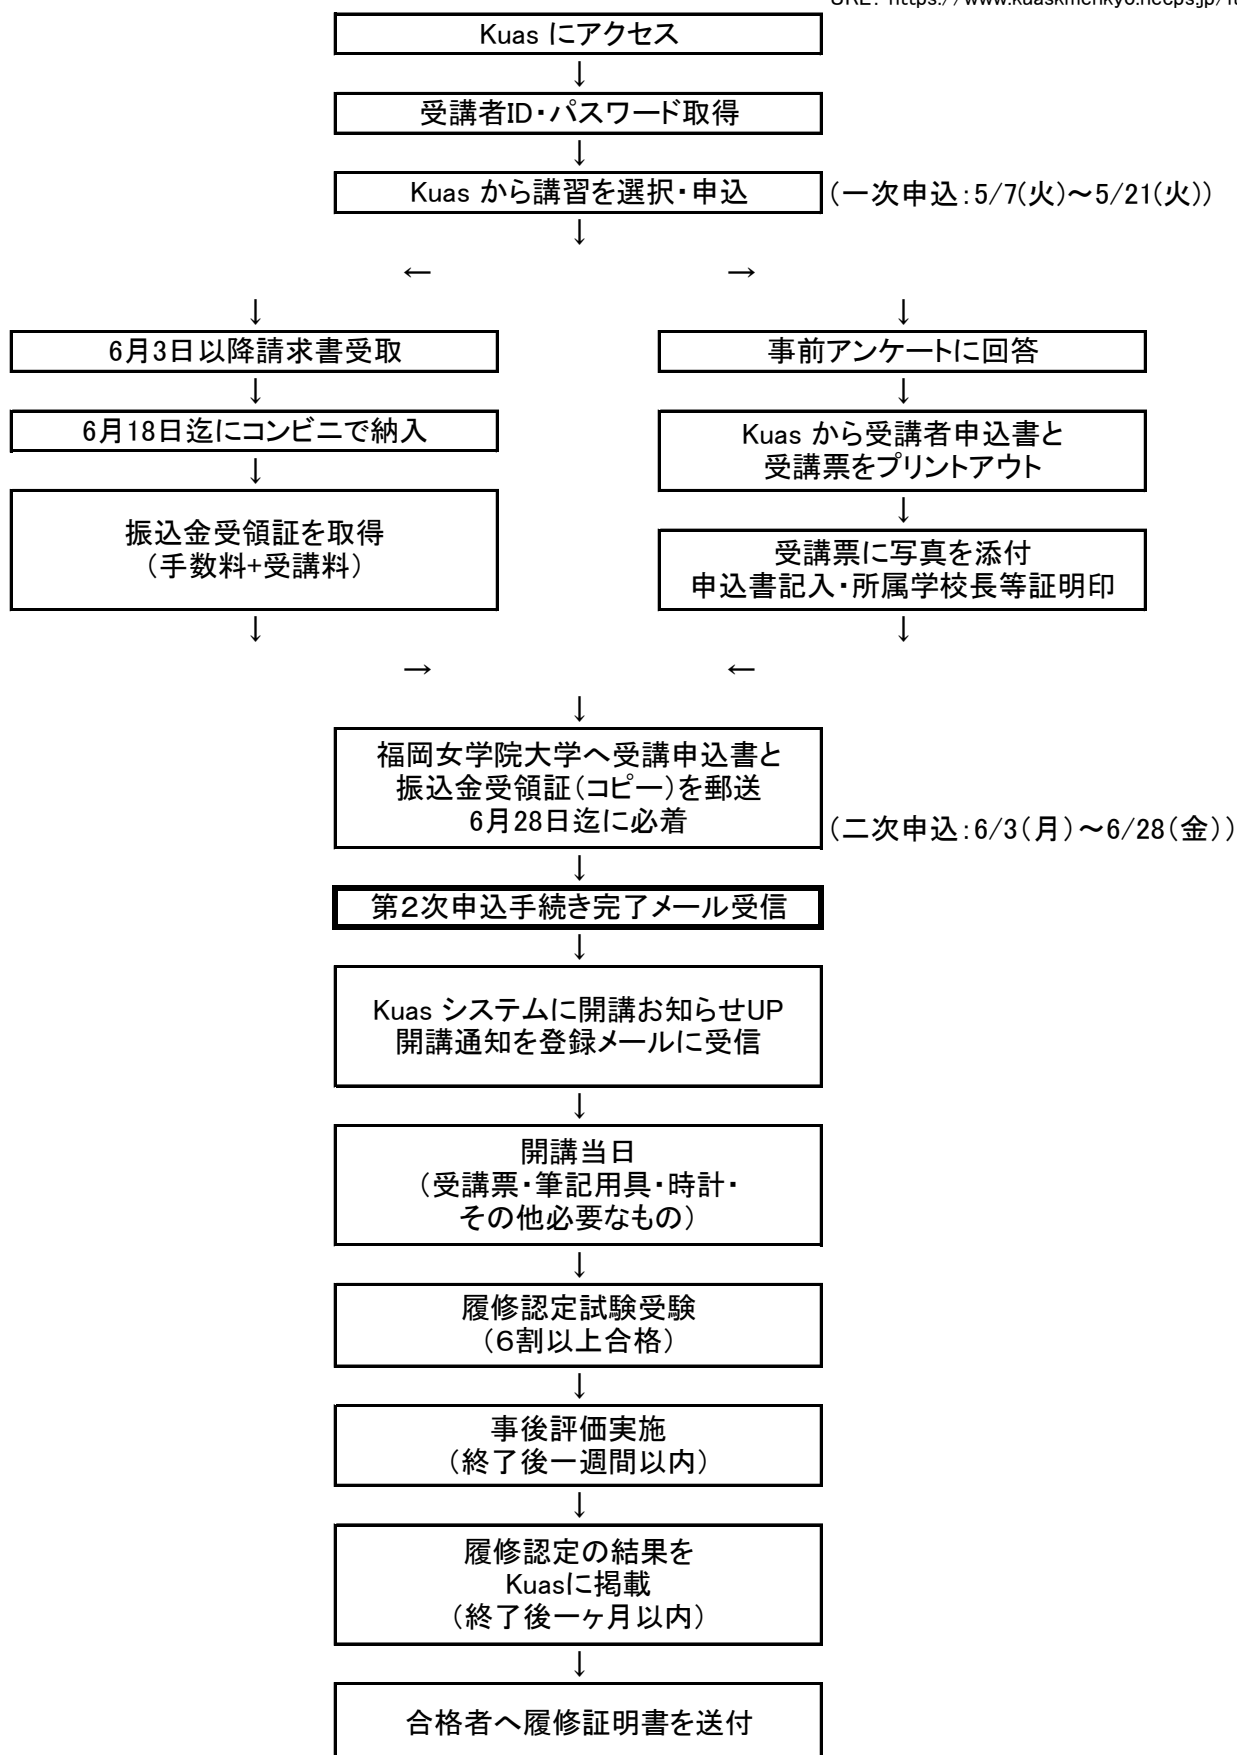 Kuas にアクセス
↓
受講者ID・パスワード取得
↓
Kuas から講習を選択・申込
(一次申込：5/7(火)～5/21(火))
↓
← →
↓ ↓
6月3日以降請求書受取
↓
6月18日迄にコンビニで納入
↓
振込金受領証を取得
（手数料+受講料）
↓
事前アンケートに回答
↓
Kuas から受講者申込書と
受講票をプリントアウト
↓
受講票に写真を添付
申込書記入・所属学校長等証明印
↓
→ ←
↓
福岡女学院大学へ受講申込書と
振込金受領証（コピー）を郵送
6月28日迄に必着
（二次申込：6/3（月）～6/28（金））
↓
第２次申込手続き完了メール受信
↓
Kuas システムに開講お知らせUP
開講通知を登録メールに受信
↓
開講当日
（受講票・筆記用具・時計・
その他必要なもの）
↓
履修認定試験受験
（６割以上合格）
↓
事後評価実施
（終了後一週間以内）
↓
履修認定の結果を
Kuasに掲載
（終了後一ヶ月以内）
↓
合格者へ履修証明書を送付